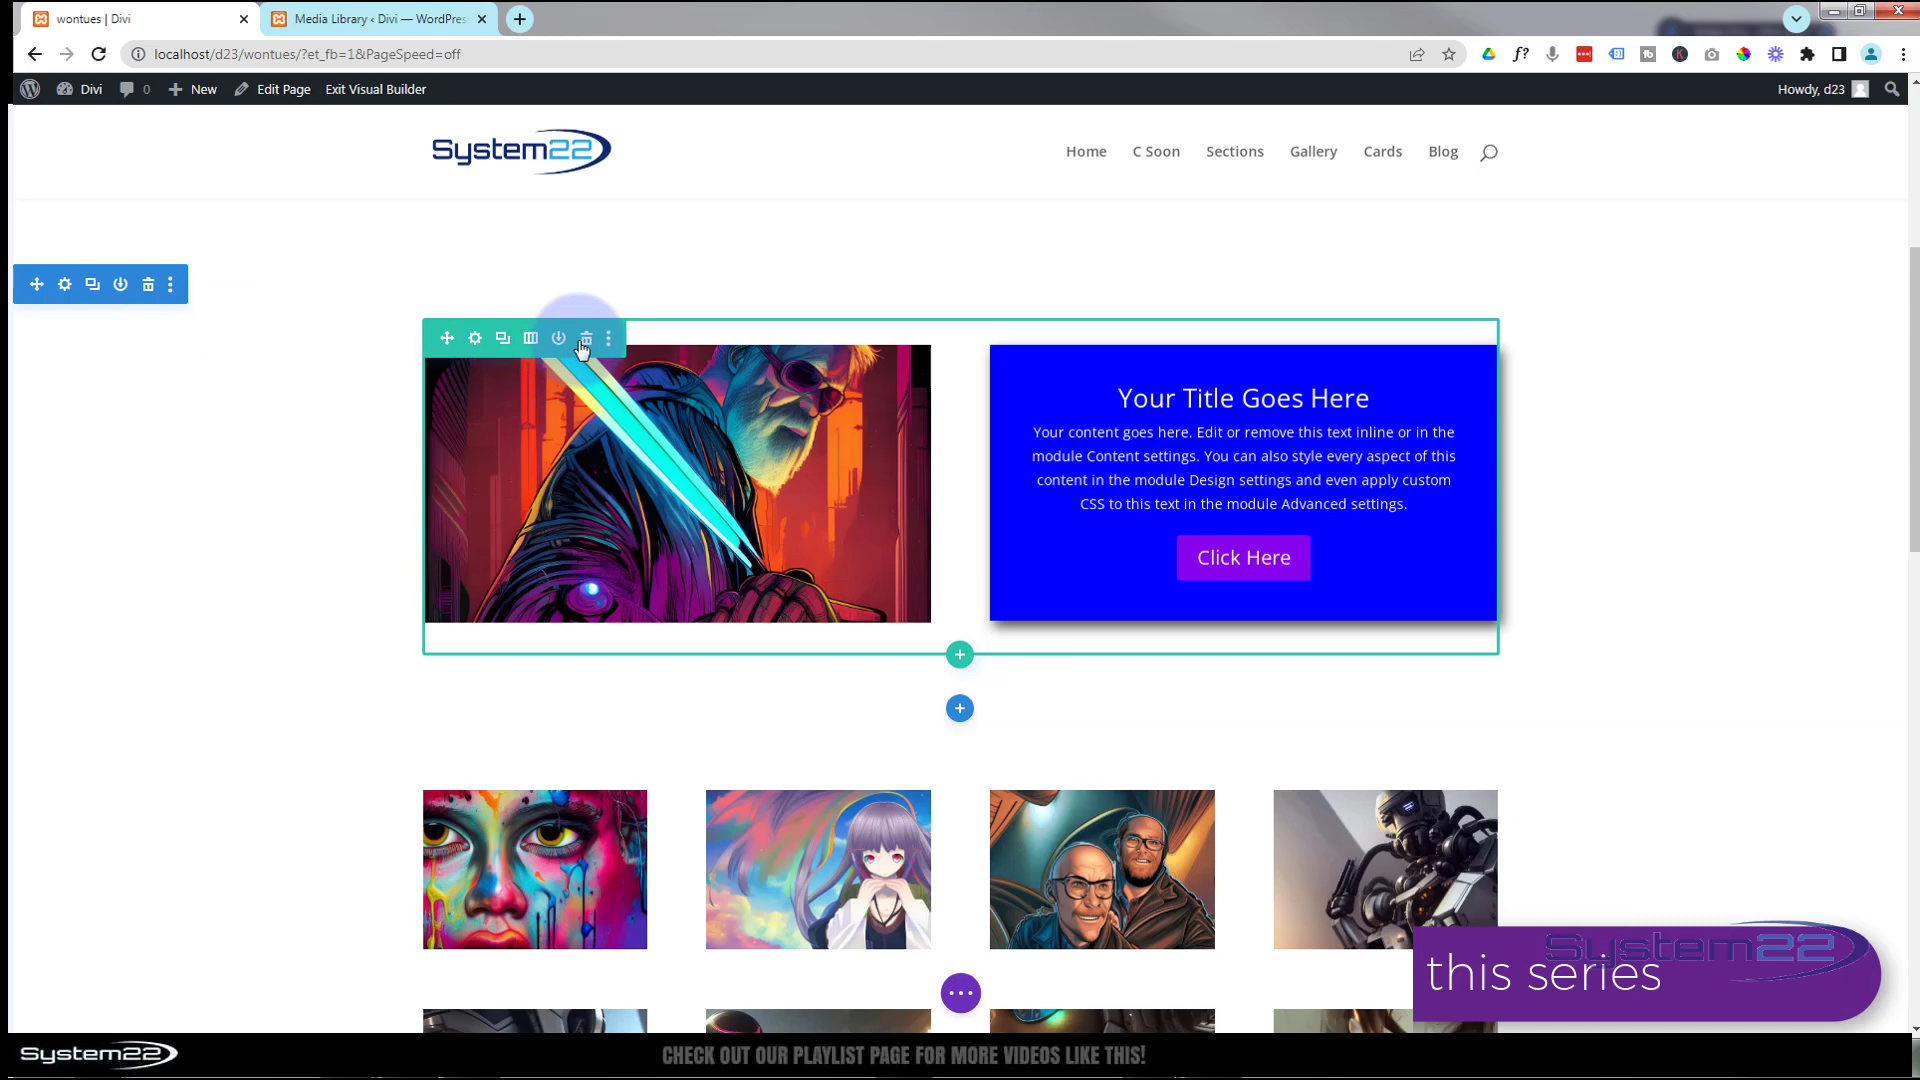 wontues | Divi
Media Library ‹ Divi — WordPres
localhost/d23/wontues/?et_fb=1&PageSpeed=off
Divi 0 New Edit Page Exit Visual Builder Howdy, d23
System22
Home C Soon Sections Gallery Cards Blog
Your Title Goes Here
Your content goes here. Edit or remove this text inline or in the
module Content settings. You can also style every aspect of this
content in the module Design settings and even apply custom
CSS to this text in the module Advanced settings.
Click Here
System22
this series
System22
CHECK OUT OUR PLAYLIST PAGE FOR MORE VIDEOS LIKE THIS!